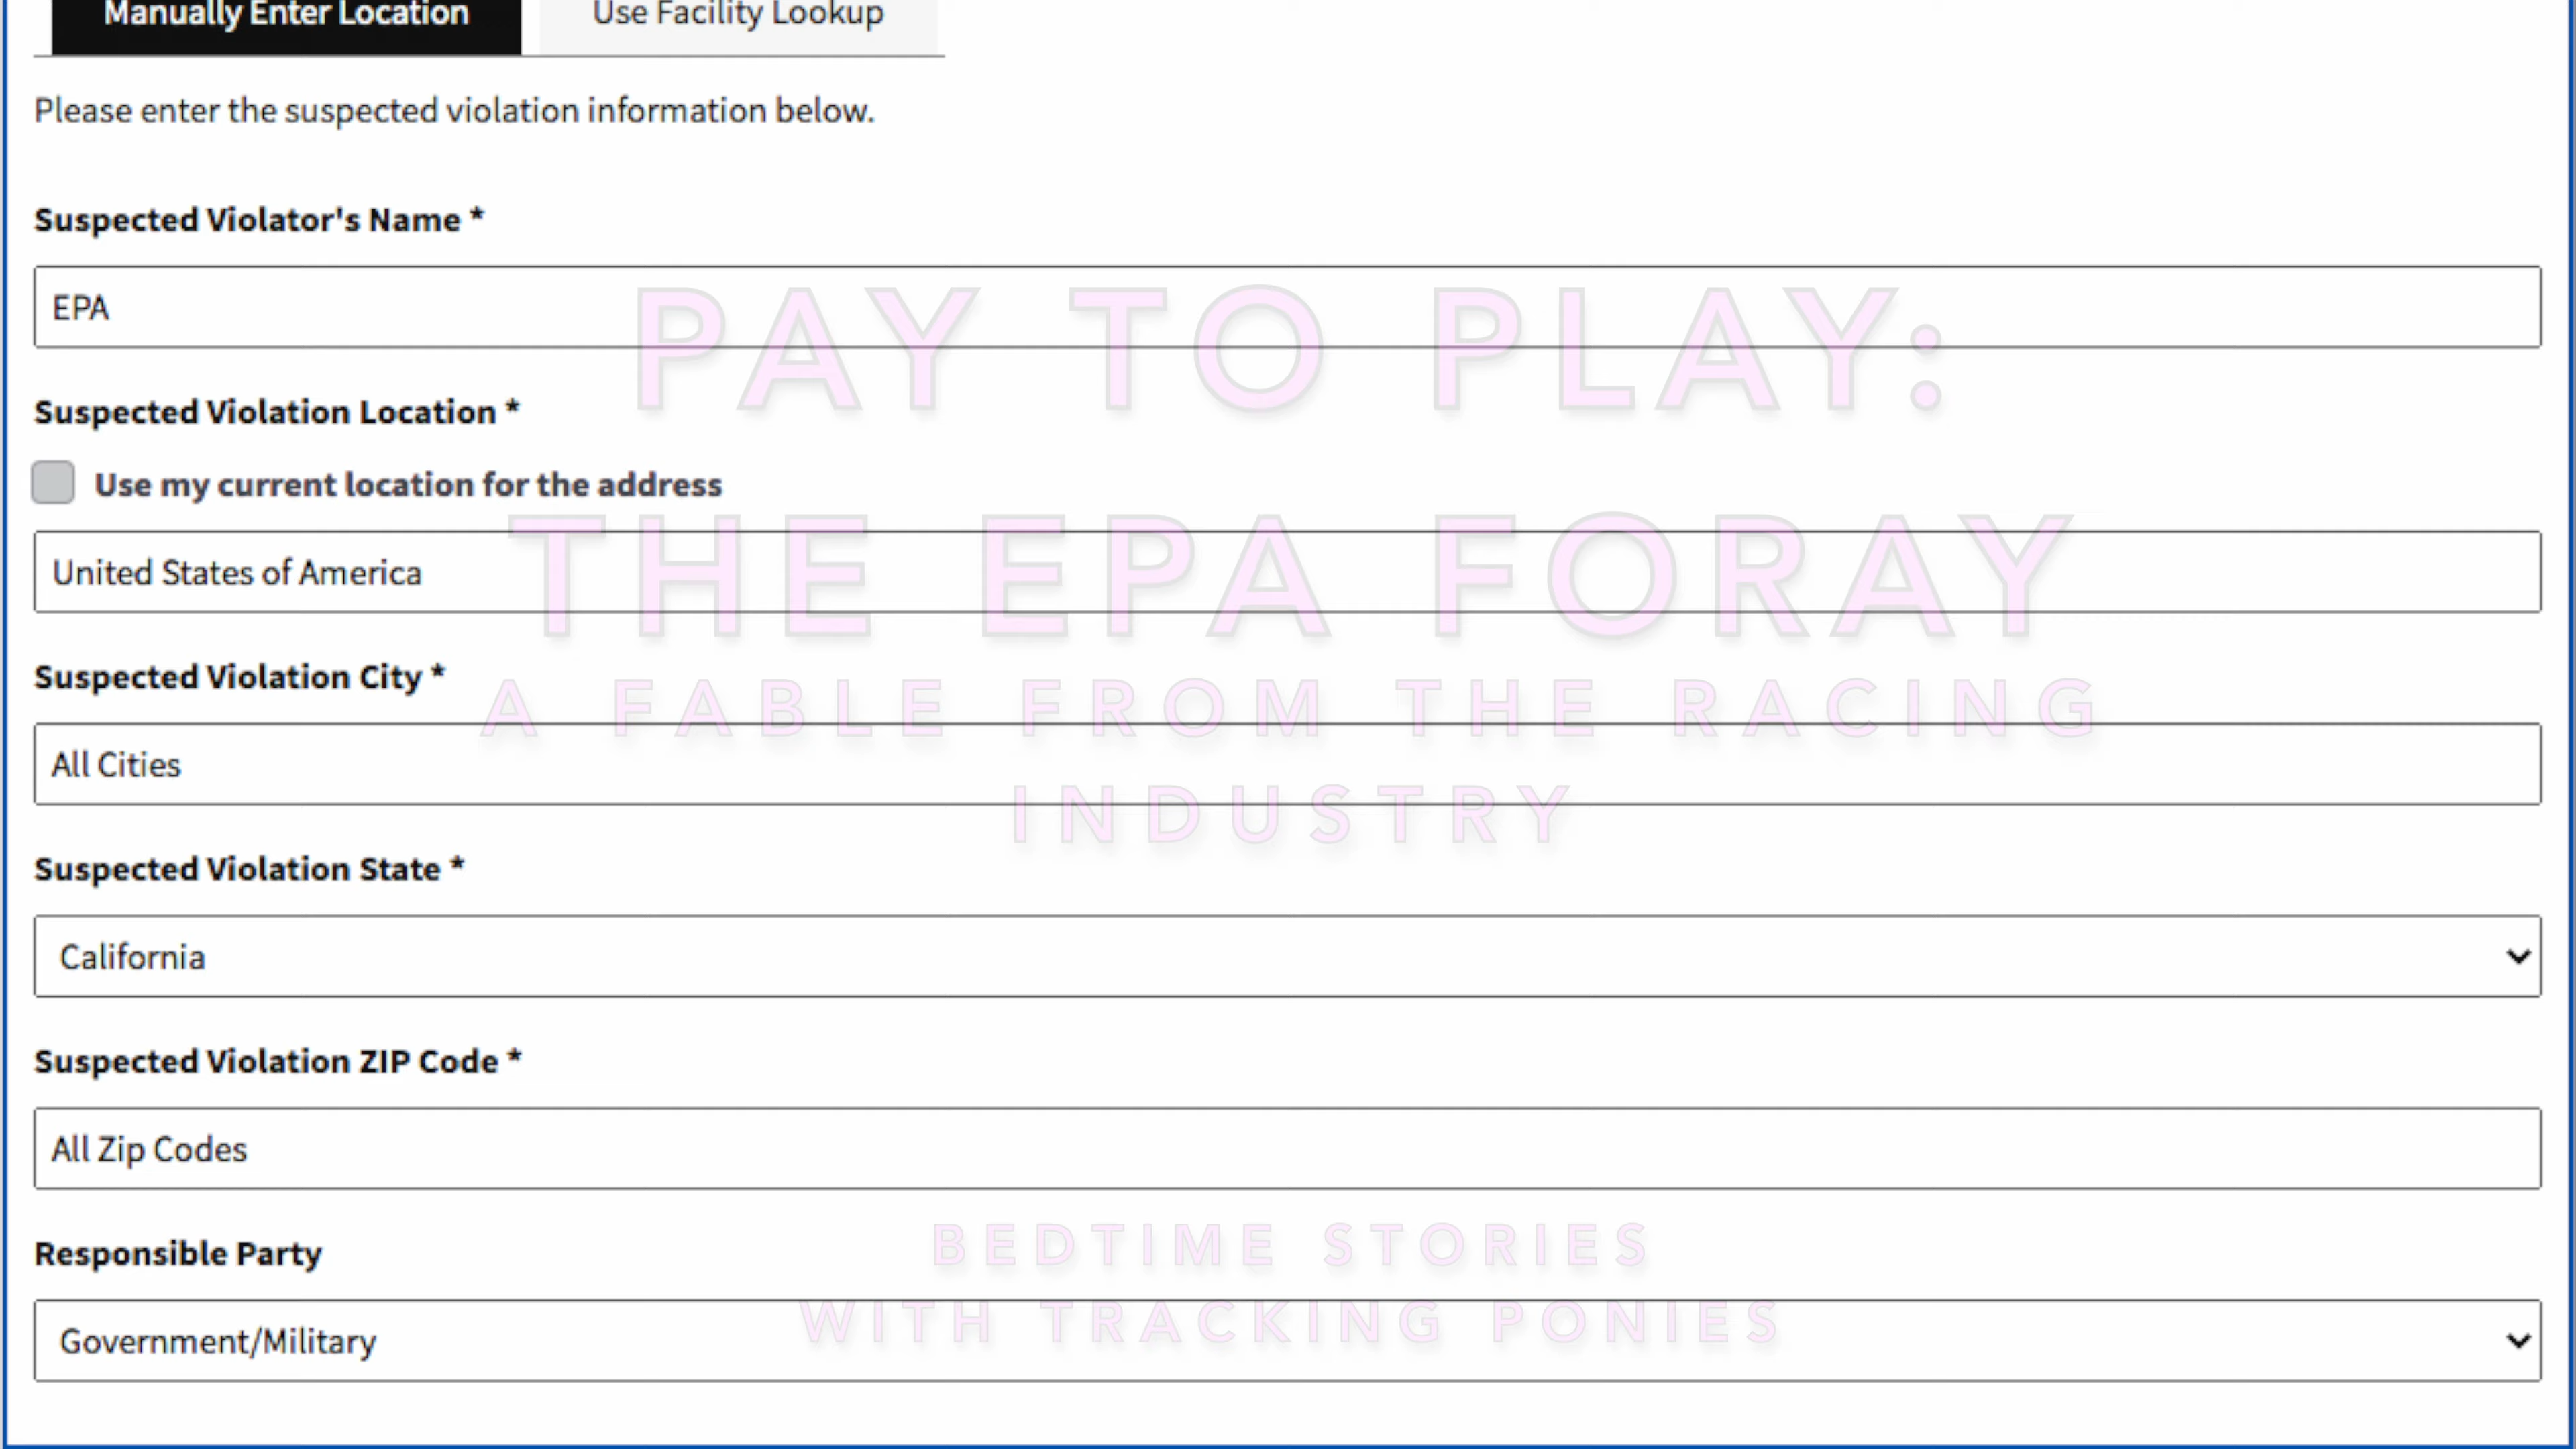 Manually Enter Location
Use Facility Lookup
Please enter the suspected violation information below.
Suspected Violator's Name *
EPA
PAY TO PLAY:
Suspected Violation Location *
Use my current location for the address
United States of America
THE EPA FORAY
Suspected Violation City *
A FABLE FROM THE RACING
All Cities
INDUSTRY
Suspected Violation State *
California
Suspected Violation ZIP Code *
All Zip Codes
BEDTIME STORIES
Responsible Party
WITH TRACKING PONIES
Government/Military